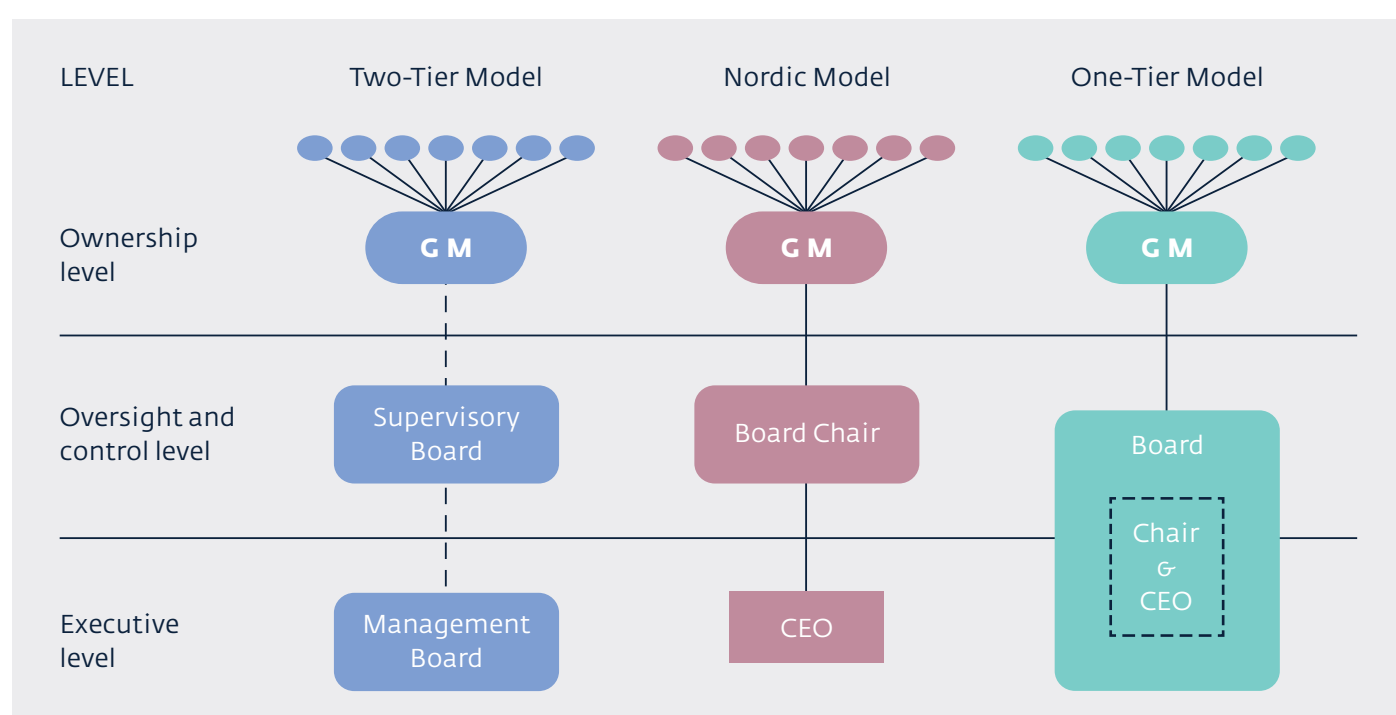 LEVEL
Two-Tier Model
Nordic Model
One-Tier Model
Ownership
level
G M
G M
G M
Oversight and
control level
Supervisory
Board
Board Chair
Board
Chair
&
CEO
Executive
level
Management
Board
CEO